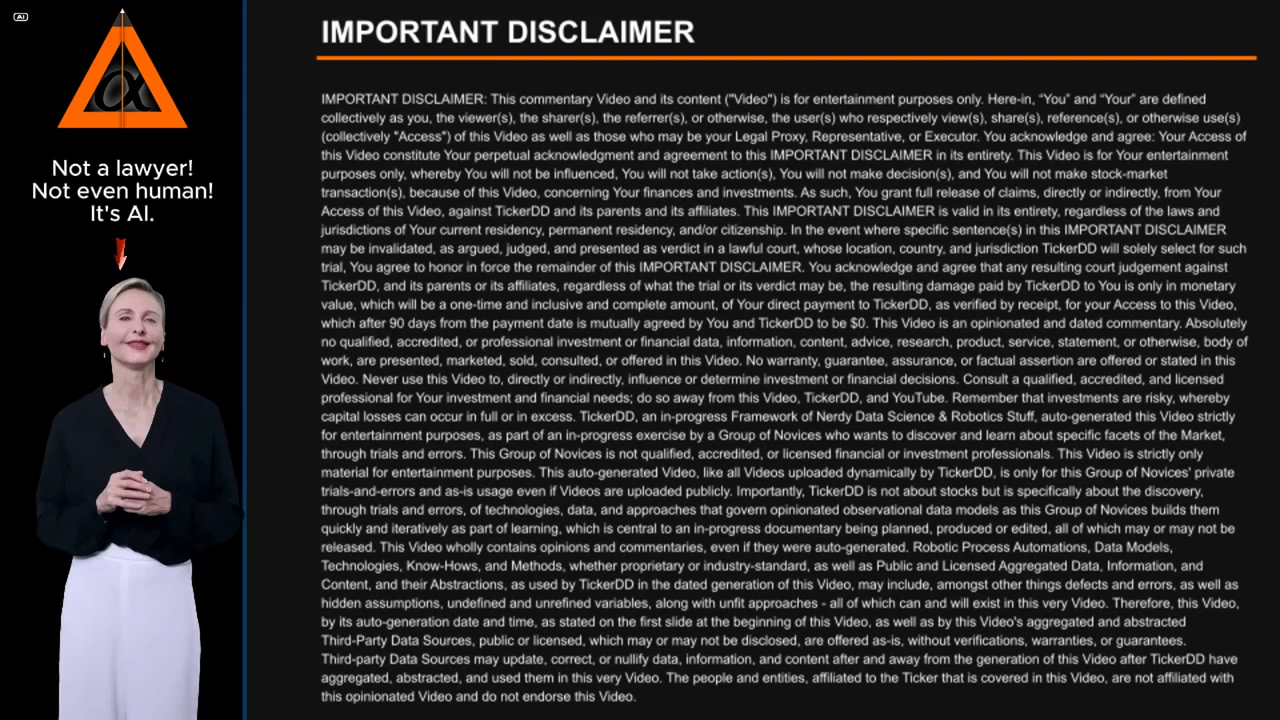 AI
α
Not a lawyer!
Not even human!
It's AI.
IMPORTANT DISCLAIMER
IMPORTANT DISCLAIMER: This commentary Video and its content ("Video") is for entertainment purposes only. Here-in, “You” and “Your” are defined
collectively as you, the viewer(s), the sharer(s), the referrer(s), or otherwise, the user(s) who respectively view(s), share(s), reference(s), or otherwise use(s)
(collectively "Access") of this Video as well as those who may be your Legal Proxy, Representative, or Executor. You acknowledge and agree: Your Access of
this Video constitute Your perpetual acknowledgment and agreement to this IMPORTANT DISCLAIMER in its entirety. This Video is for Your entertainment
purposes only, whereby You will not be influenced, You will not take action(s), You will not make decision(s), and You will not make stock-market
transaction(s), because of this Video, concerning Your finances and investments. As such, You grant full release of claims, directly or indirectly, from Your
Access of this Video, against TickerDD and its parents and its affiliates. This IMPORTANT DISCLAIMER is valid in its entirety, regardless of the laws and
jurisdictions of Your current residency, permanent residency, and/or citizenship. In the event where specific sentence(s) in this IMPORTANT DISCLAIMER
may be invalidated, as argued, judged, and presented as verdict in a lawful court, whose location, country, and jurisdiction TickerDD will solely select for such
trial, You agree to honor in force the remainder of this IMPORTANT DISCLAIMER. You acknowledge and agree that any resulting court judgement against
TickerDD, and its parents or its affiliates, regardless of what the trial or its verdict may be, the resulting damage paid by TickerDD to You is only in monetary
value, which will be a one-time and inclusive and complete amount, of Your direct payment to TickerDD, as verified by receipt, for your Access to this Video,
which after 90 days from the payment date is mutually agreed by You and TickerDD to be $0. This Video is an opinionated and dated commentary. Absolutely
no qualified, accredited, or professional investment or financial data, information, content, advice, research, product, service, statement, or otherwise, body of
work, are presented, marketed, sold, consulted, or offered in this Video. No warranty, guarantee, assurance, or factual assertion are offered or stated in this
Video. Never use this Video to, directly or indirectly, influence or determine investment or financial decisions. Consult a qualified, accredited, and licensed
professional for Your investment and financial needs; do so away from this Video, TickerDD, and YouTube. Remember that investments are risky, whereby
capital losses can occur in full or in excess. TickerDD, an in-progress Framework of Nerdy Data Science & Robotics Stuff, auto-generated this Video strictly
for entertainment purposes, as part of an in-progress exercise by a Group of Novices who wants to discover and learn about specific facets of the Market,
through trials and errors. This Group of Novices is not qualified, accredited, or licensed financial or investment professionals. This Video is strictly only
material for entertainment purposes. This auto-generated Video, like all Videos uploaded dynamically by TickerDD, is only for this Group of Novices' private
trials-and-errors and as-is usage even if Videos are uploaded publicly. Importantly, TickerDD is not about stocks but is specifically about the discovery,
through trials and errors, of technologies, data, and approaches that govern opinionated observational data models as this Group of Novices builds them
quickly and iteratively as part of learning, which is central to an in-progress documentary being planned, produced or edited, all of which may or may not be
released. This Video wholly contains opinions and commentaries, even if they were auto-generated. Robotic Process Automations, Data Models,
Technologies, Know-Hows, and Methods, whether proprietary or industry-standard, as well as Public and Licensed Aggregated Data, Information, and
Content, and their Abstractions, as used by TickerDD in the dated generation of this Video, may include, amongst other things defects and errors, as well as
hidden assumptions, undefined and unrefined variables, along with unfit approaches - all of which can and will exist in this very Video. Therefore, this Video,
by its auto-generation date and time, as stated on the first slide at the beginning of this Video, as well as by this Video's aggregated and abstracted
Third-Party Data Sources, public or licensed, which may or may not be disclosed, are offered as-is, without verifications, warranties, or guarantees.
Third-party Data Sources may update, correct, or nullify data, information, and content after and away from the generation of this Video after TickerDD have
aggregated, abstracted, and used them in this very Video. The people and entities, affiliated to the Ticker that is covered in this Video, are not affiliated with
this opinionated Video and do not endorse this Video.